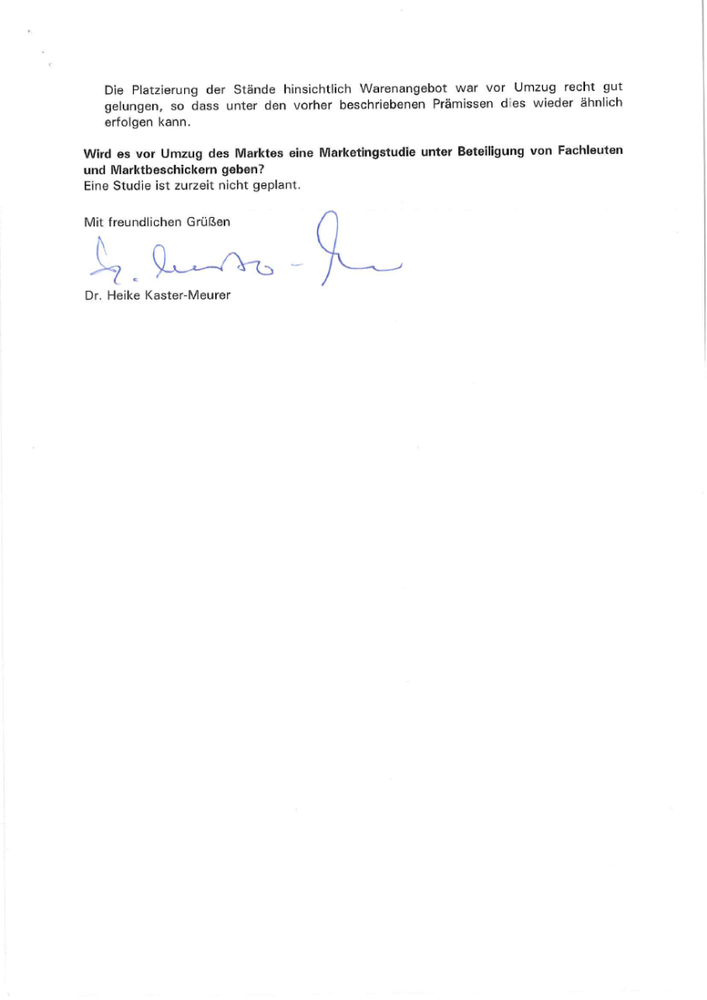 Die Platzierung der Stände hinsichtlich Warenangebot war vor Umzug recht gut
gelungen, so dass unter den vorher beschriebenen Prämissen dies wieder ähnlich
erfolgen kann.
Wird es vor Umzug des Marktes eine Marketingstudie unter Beteiligung von Fachleuten
und Marktbeschickern geben?
Eine Studie ist zurzeit nicht geplant.
Mit freundlichen Grüßen
Dr. Heike Kaster-Meurer